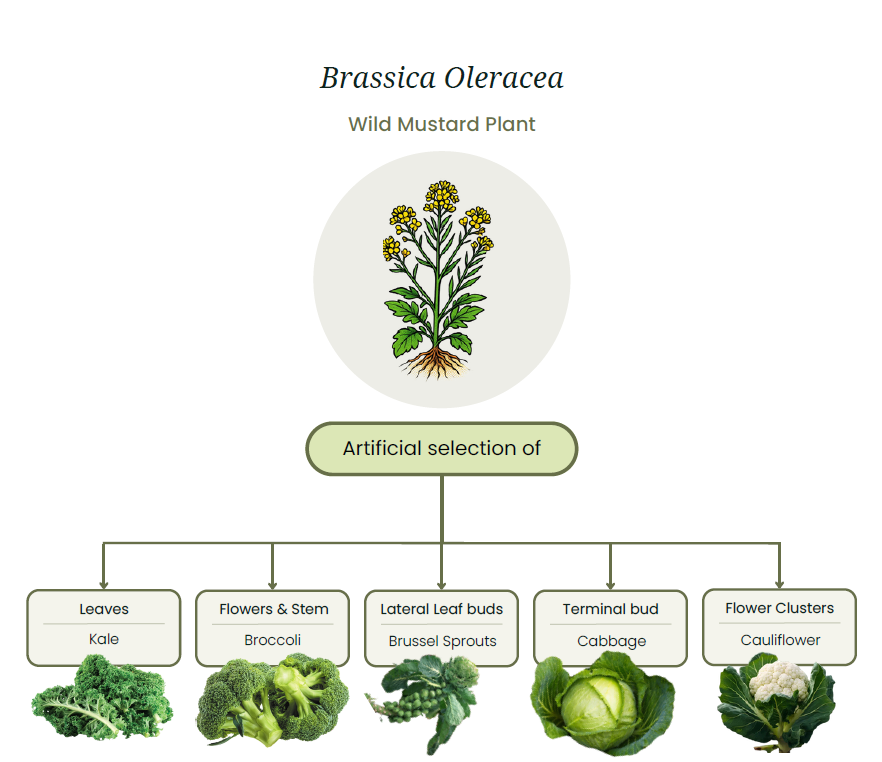 Brassica Oleracea
Wild Mustard Plant
Artificial selection of
Leaves
Kale
Flowers & Stem
Broccoli
Lateral Leaf buds
Brussel Sprouts
Terminal bud
Cabbage
Flower Clusters
Cauliflower